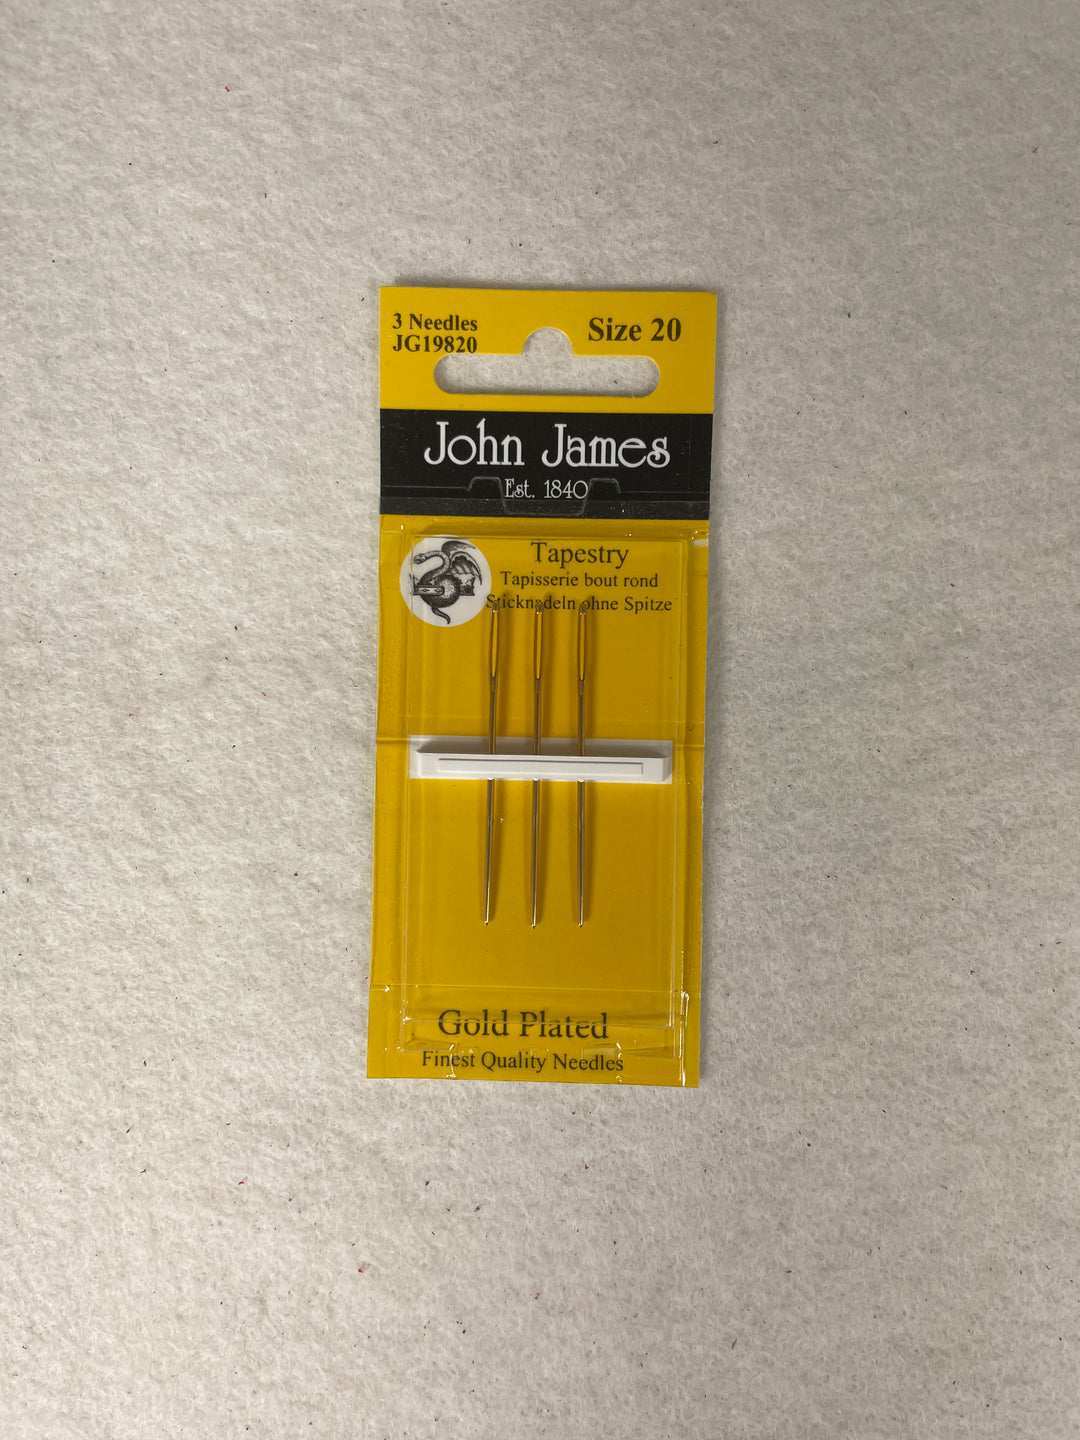 3 Needles
JG19820
Size 20
John James
Est. 1840
Tapestry
Tapisserie bout rond
Sticknadeln ohne Spitze
Gold Plated
Finest Quality Needles